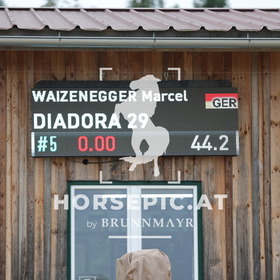 WAIZENEGGER Marcel
GER
DIADORA 29
#5 0.00 44.2
HORSEPIC.AT
by BRUNNMAYR